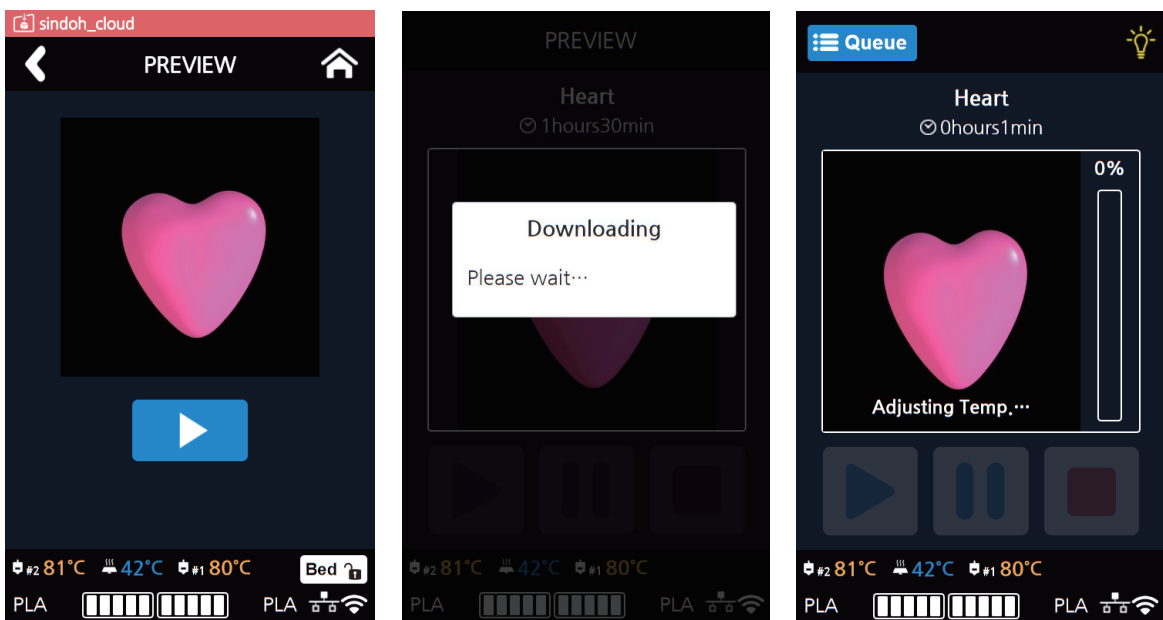 sindoh_cloud
PREVIEW
#2 81°C 42°C #1 80°C Bed
PLA PLA
PREVIEW
Heart
1hours30min
Downloading
Please wait···
#2 81°C 42°C #1 80°C
PLA PLA
Queue
Heart
0hours1min
0%
Adjusting Temp.···
#2 81°C 42°C #1 80°C
PLA PLA